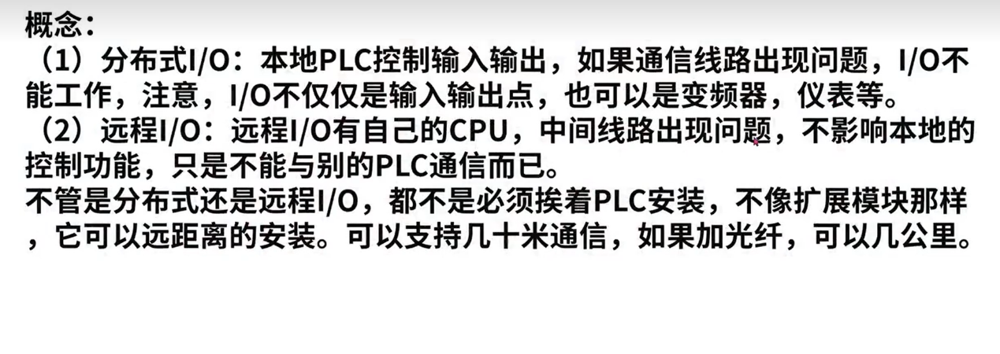 概念：
（1）分布式I/O：本地PLC控制输入输出，如果通信线路出现问题，I/O不
能工作，注意，I/O不仅仅是输入输出点，也可以是变频器，仪表等。
（2）远程I/O：远程I/O有自己的CPU，中间线路出现问题，不影响本地的
控制功能，只是不能与别的PLC通信而已。
不管是分布式还是远程I/O，都不是必须挨着PLC安装，不像扩展模块那样
，它可以远距离的安装。可以支持几十米通信，如果加光纤，可以几公里。